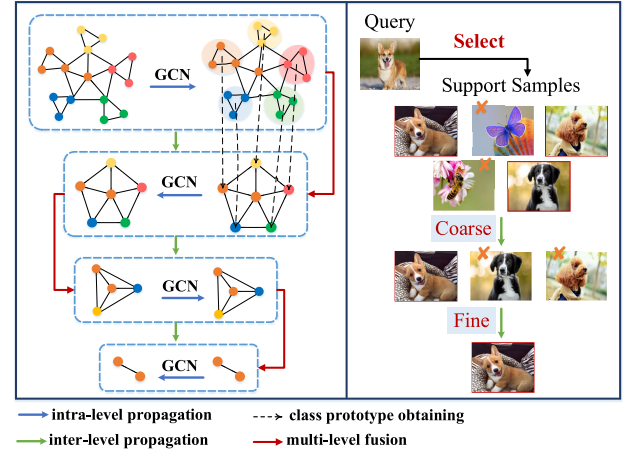 GCN
GCN
GCN
GCN
Query
Select
Support Samples
Coarse
Fine
intra-level propagation
class prototype obtaining
inter-level propagation
multi-level fusion